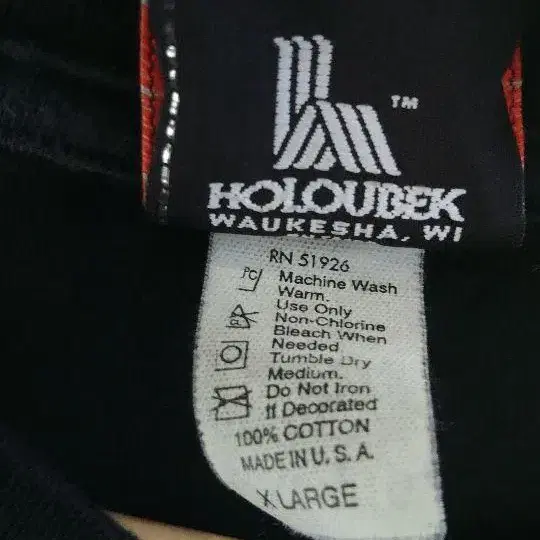 TM
HOLOUBEK
WAUKESHA, WI
RN 51926
Machine Wash
Warm.
Use Only
Non-Chlorine
Bleach When
Needed
Tumble Dry
Medium.
Do Not Iron
If Decorated
100% COTTON
MADE IN U. S. A.
X LARGE